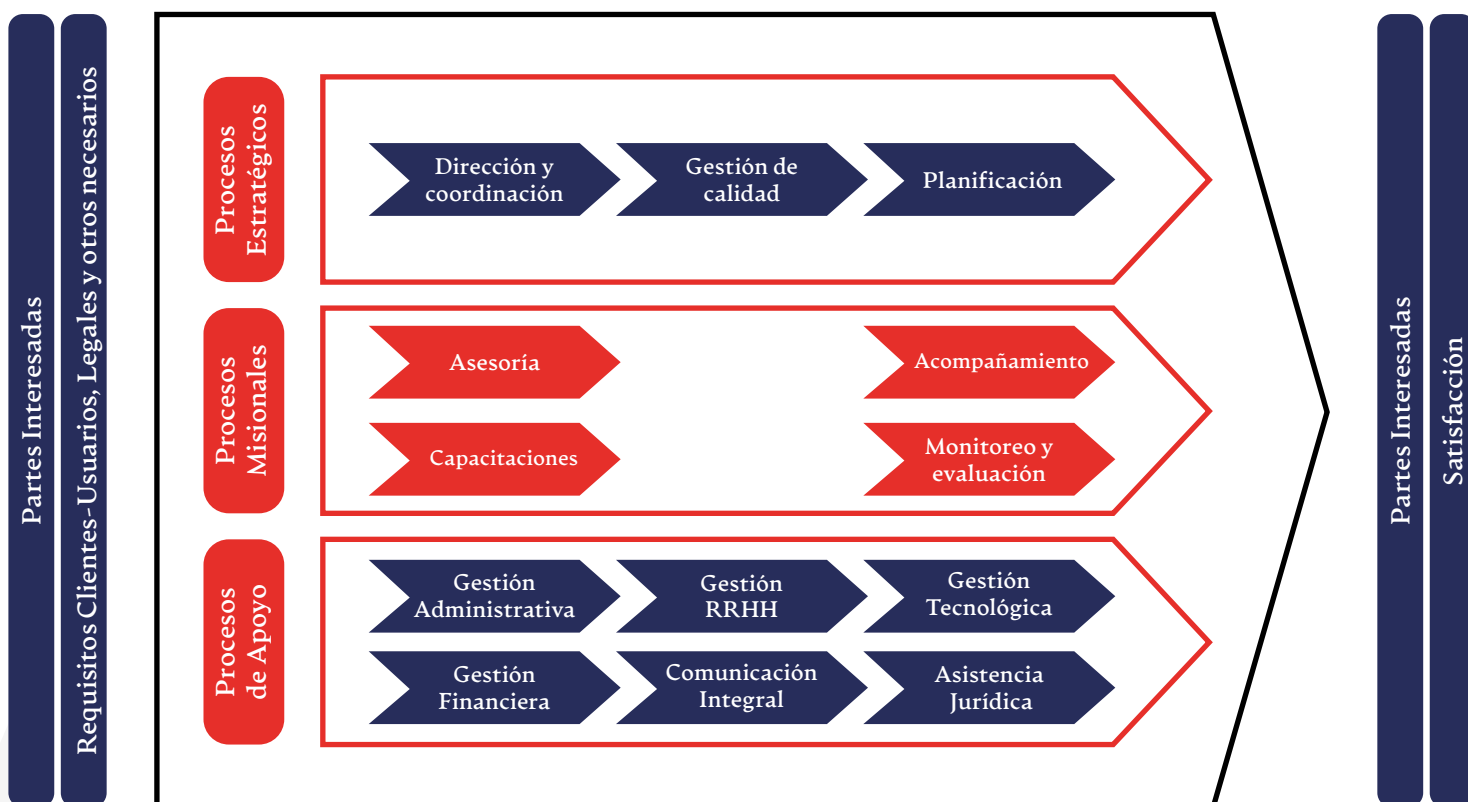 Partes Interesadas
Requisitos Clientes-Usuarios, Legales y otros necesarios
Procesos
Estratégicos
Dirección y
coordinación
Gestión de
calidad
Planificación
Procesos
Misionales
Asesoría
Acompañamiento
Capacitaciones
Monitoreo y
evaluación
Procesos
de Apoyo
Gestión
Administrativa
Gestión
RRHH
Gestión
Tecnológica
Gestión
Financiera
Comunicación
Integral
Asistencia
Jurídica
Partes Interesadas
Satisfacción